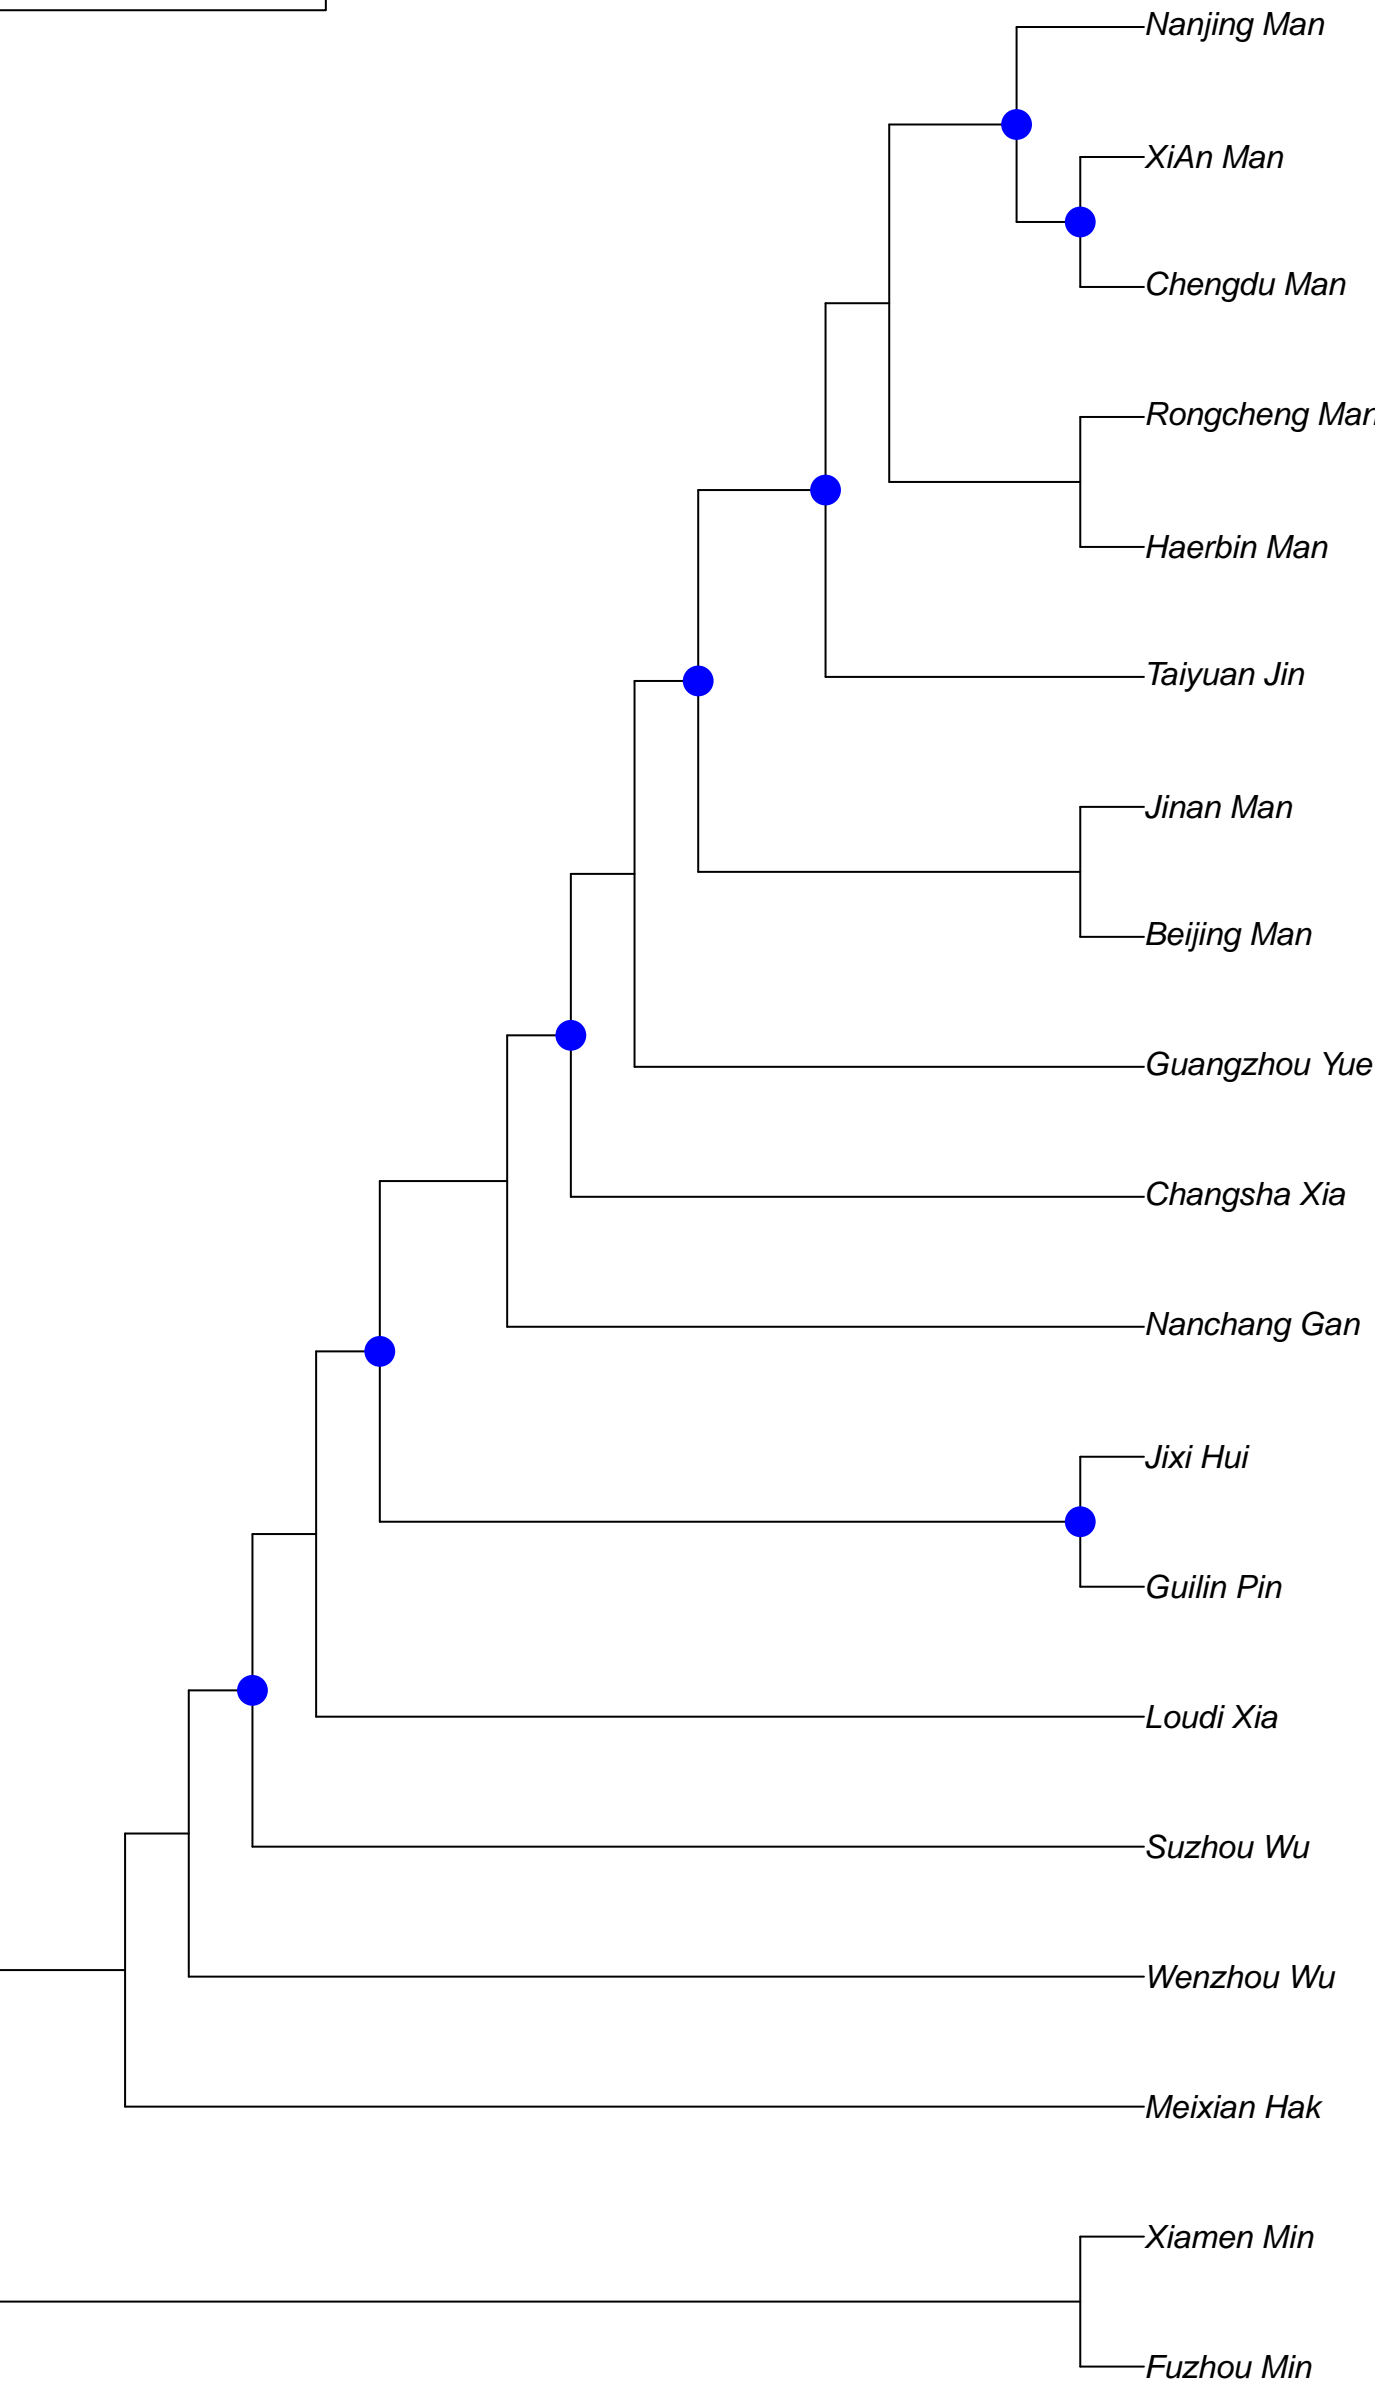 Nanjing Man
XiAn Man
Chengdu Man
Rongcheng Man
Haerbin Man
Taiyuan Jin
Jinan Man
Beijing Man
Guangzhou Yue
Changsha Xia
Nanchang Gan
Jixi Hui
Guilin Pin
Loudi Xia
Suzhou Wu
Wenzhou Wu
Meixian Hak
Xiamen Min
Fuzhou Min